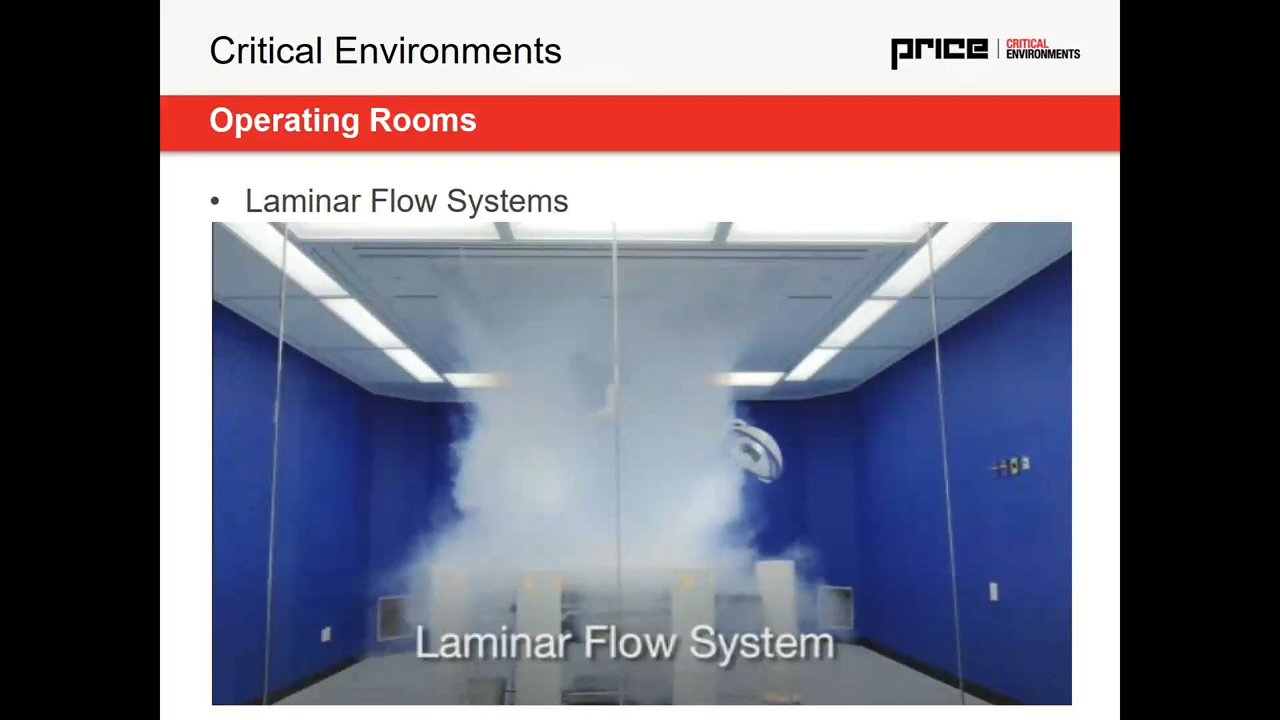 Critical Environments
price
CRITICAL
ENVIRONMENTS
Operating Rooms
• Laminar Flow Systems
Laminar Flow System